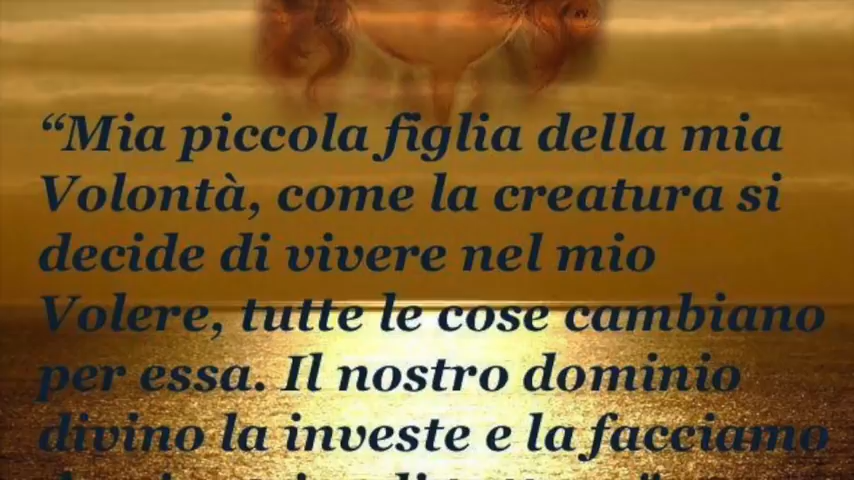 “Mia piccola figlia della mia
Volontà, come la creatura si
decide di vivere nel mio
Volere, tutte le cose cambiano
per essa. Il nostro dominio
divino la investe e la facciamo